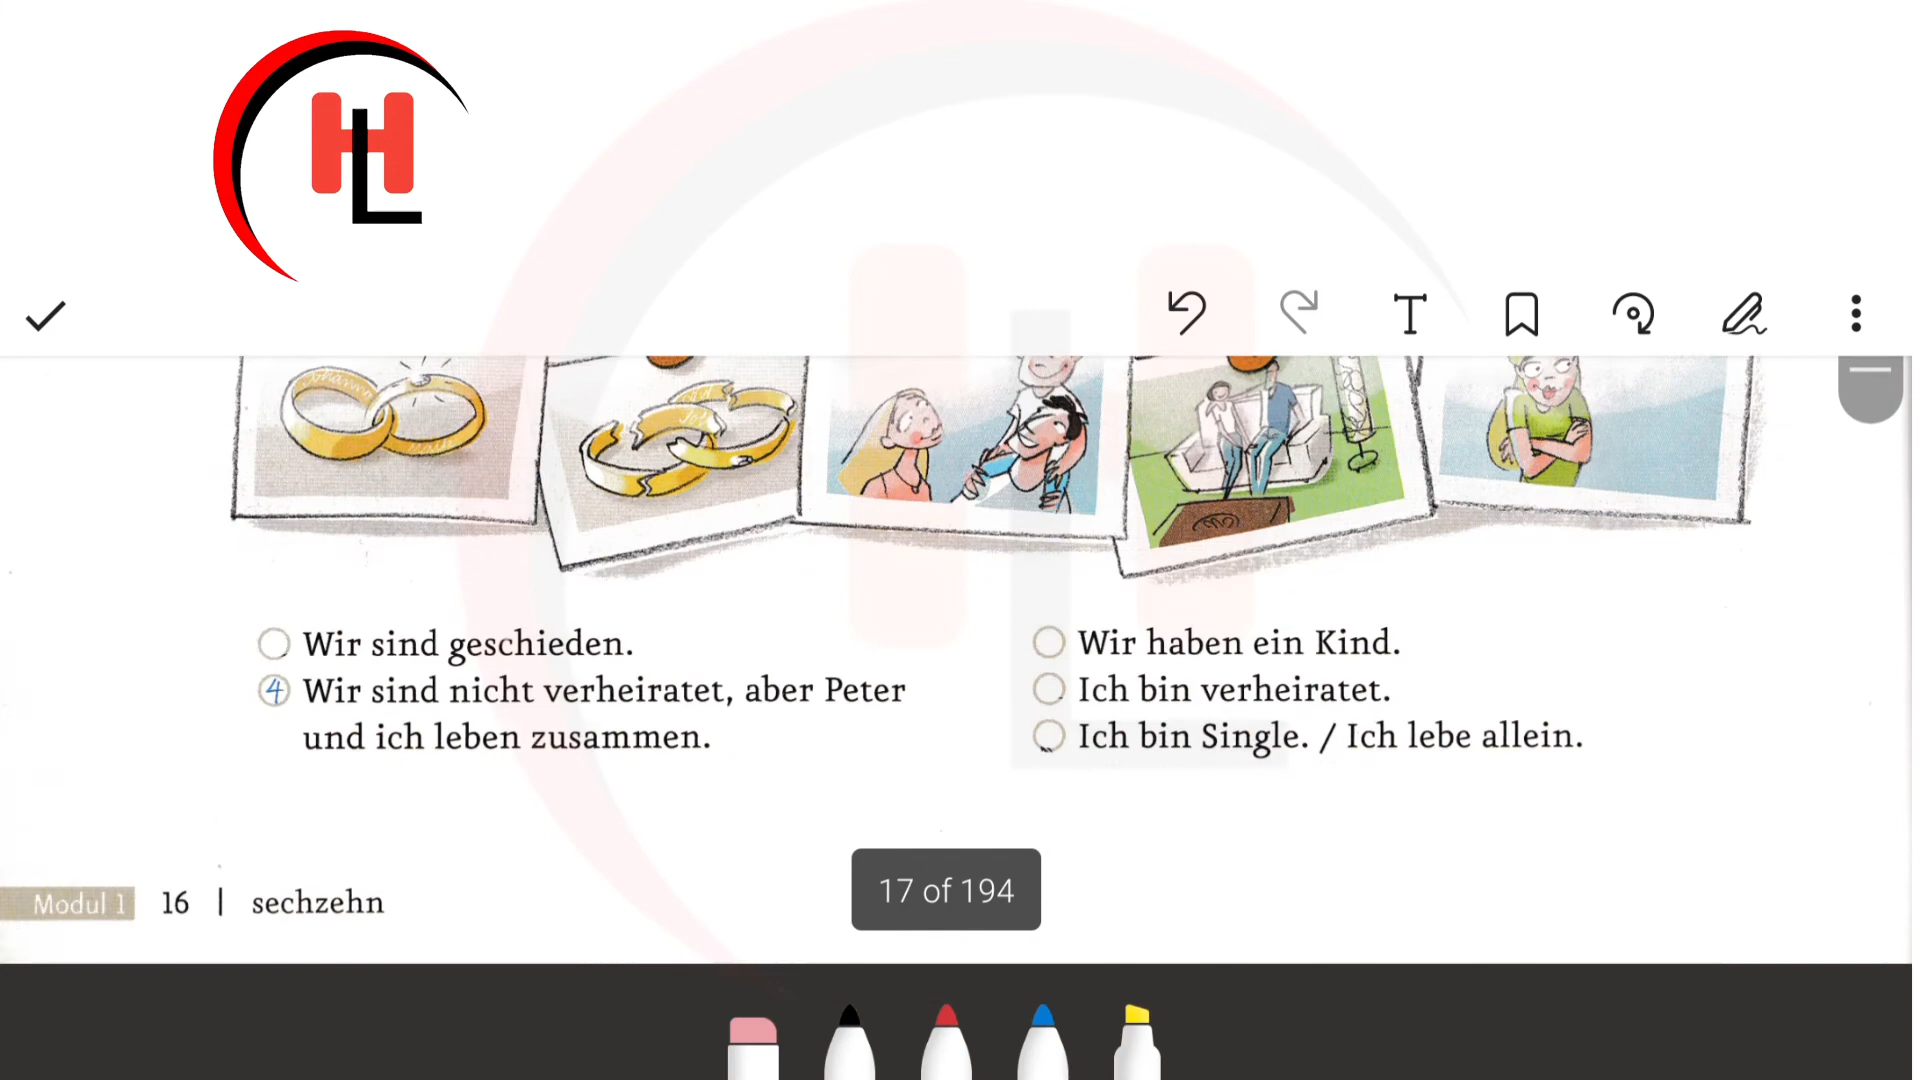 HL
Wir sind geschieden.
4 Wir sind nicht verheiratet, aber Peter
und ich leben zusammen.
Wir haben ein Kind.
Ich bin verheiratet.
Ich bin Single. / Ich lebe allein.
17 of 194
Modul 1 16 | sechzehn